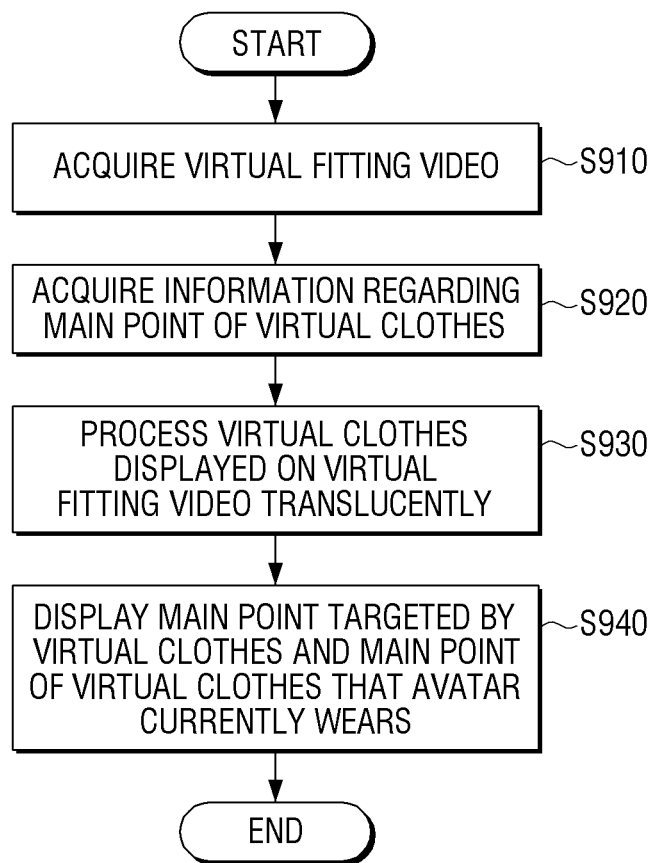 START
ACQUIRE VIRTUAL FITTING VIDEO
S910
ACQUIRE INFORMATION REGARDING
MAIN POINT OF VIRTUAL CLOTHES
S920
PROCESS VIRTUAL CLOTHES
DISPLAYED ON VIRTUAL
FITTING VIDEO TRANSLUCENTLY
S930
DISPLAY MAIN POINT TARGETED BY
VIRTUAL CLOTHES AND MAIN POINT
OF VIRTUAL CLOTHES THAT AVATAR
CURRENTLY WEARS
S940
END